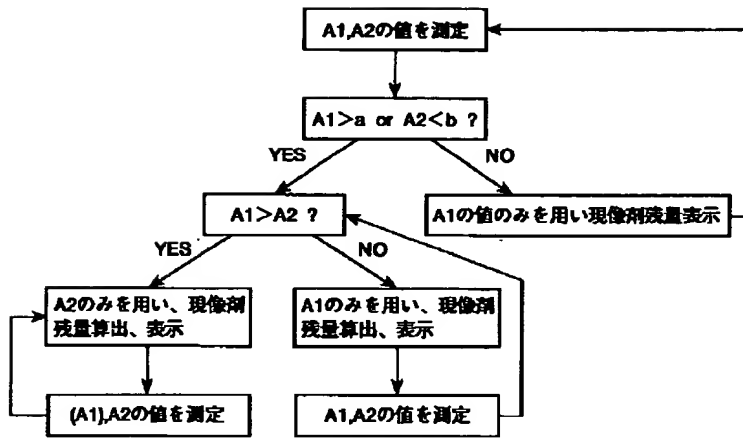 A1,A2の値を測定
A1>a or A2<b ?
YES
NO
A1>A2 ?
A1の値のみを用い現像剤残量表示
YES
NO
A2のみを用い、現像剤
残量算出、表示
A1のみを用い、現像剤
残量算出、表示
(A1),A2の値を測定
A1,A2の値を測定